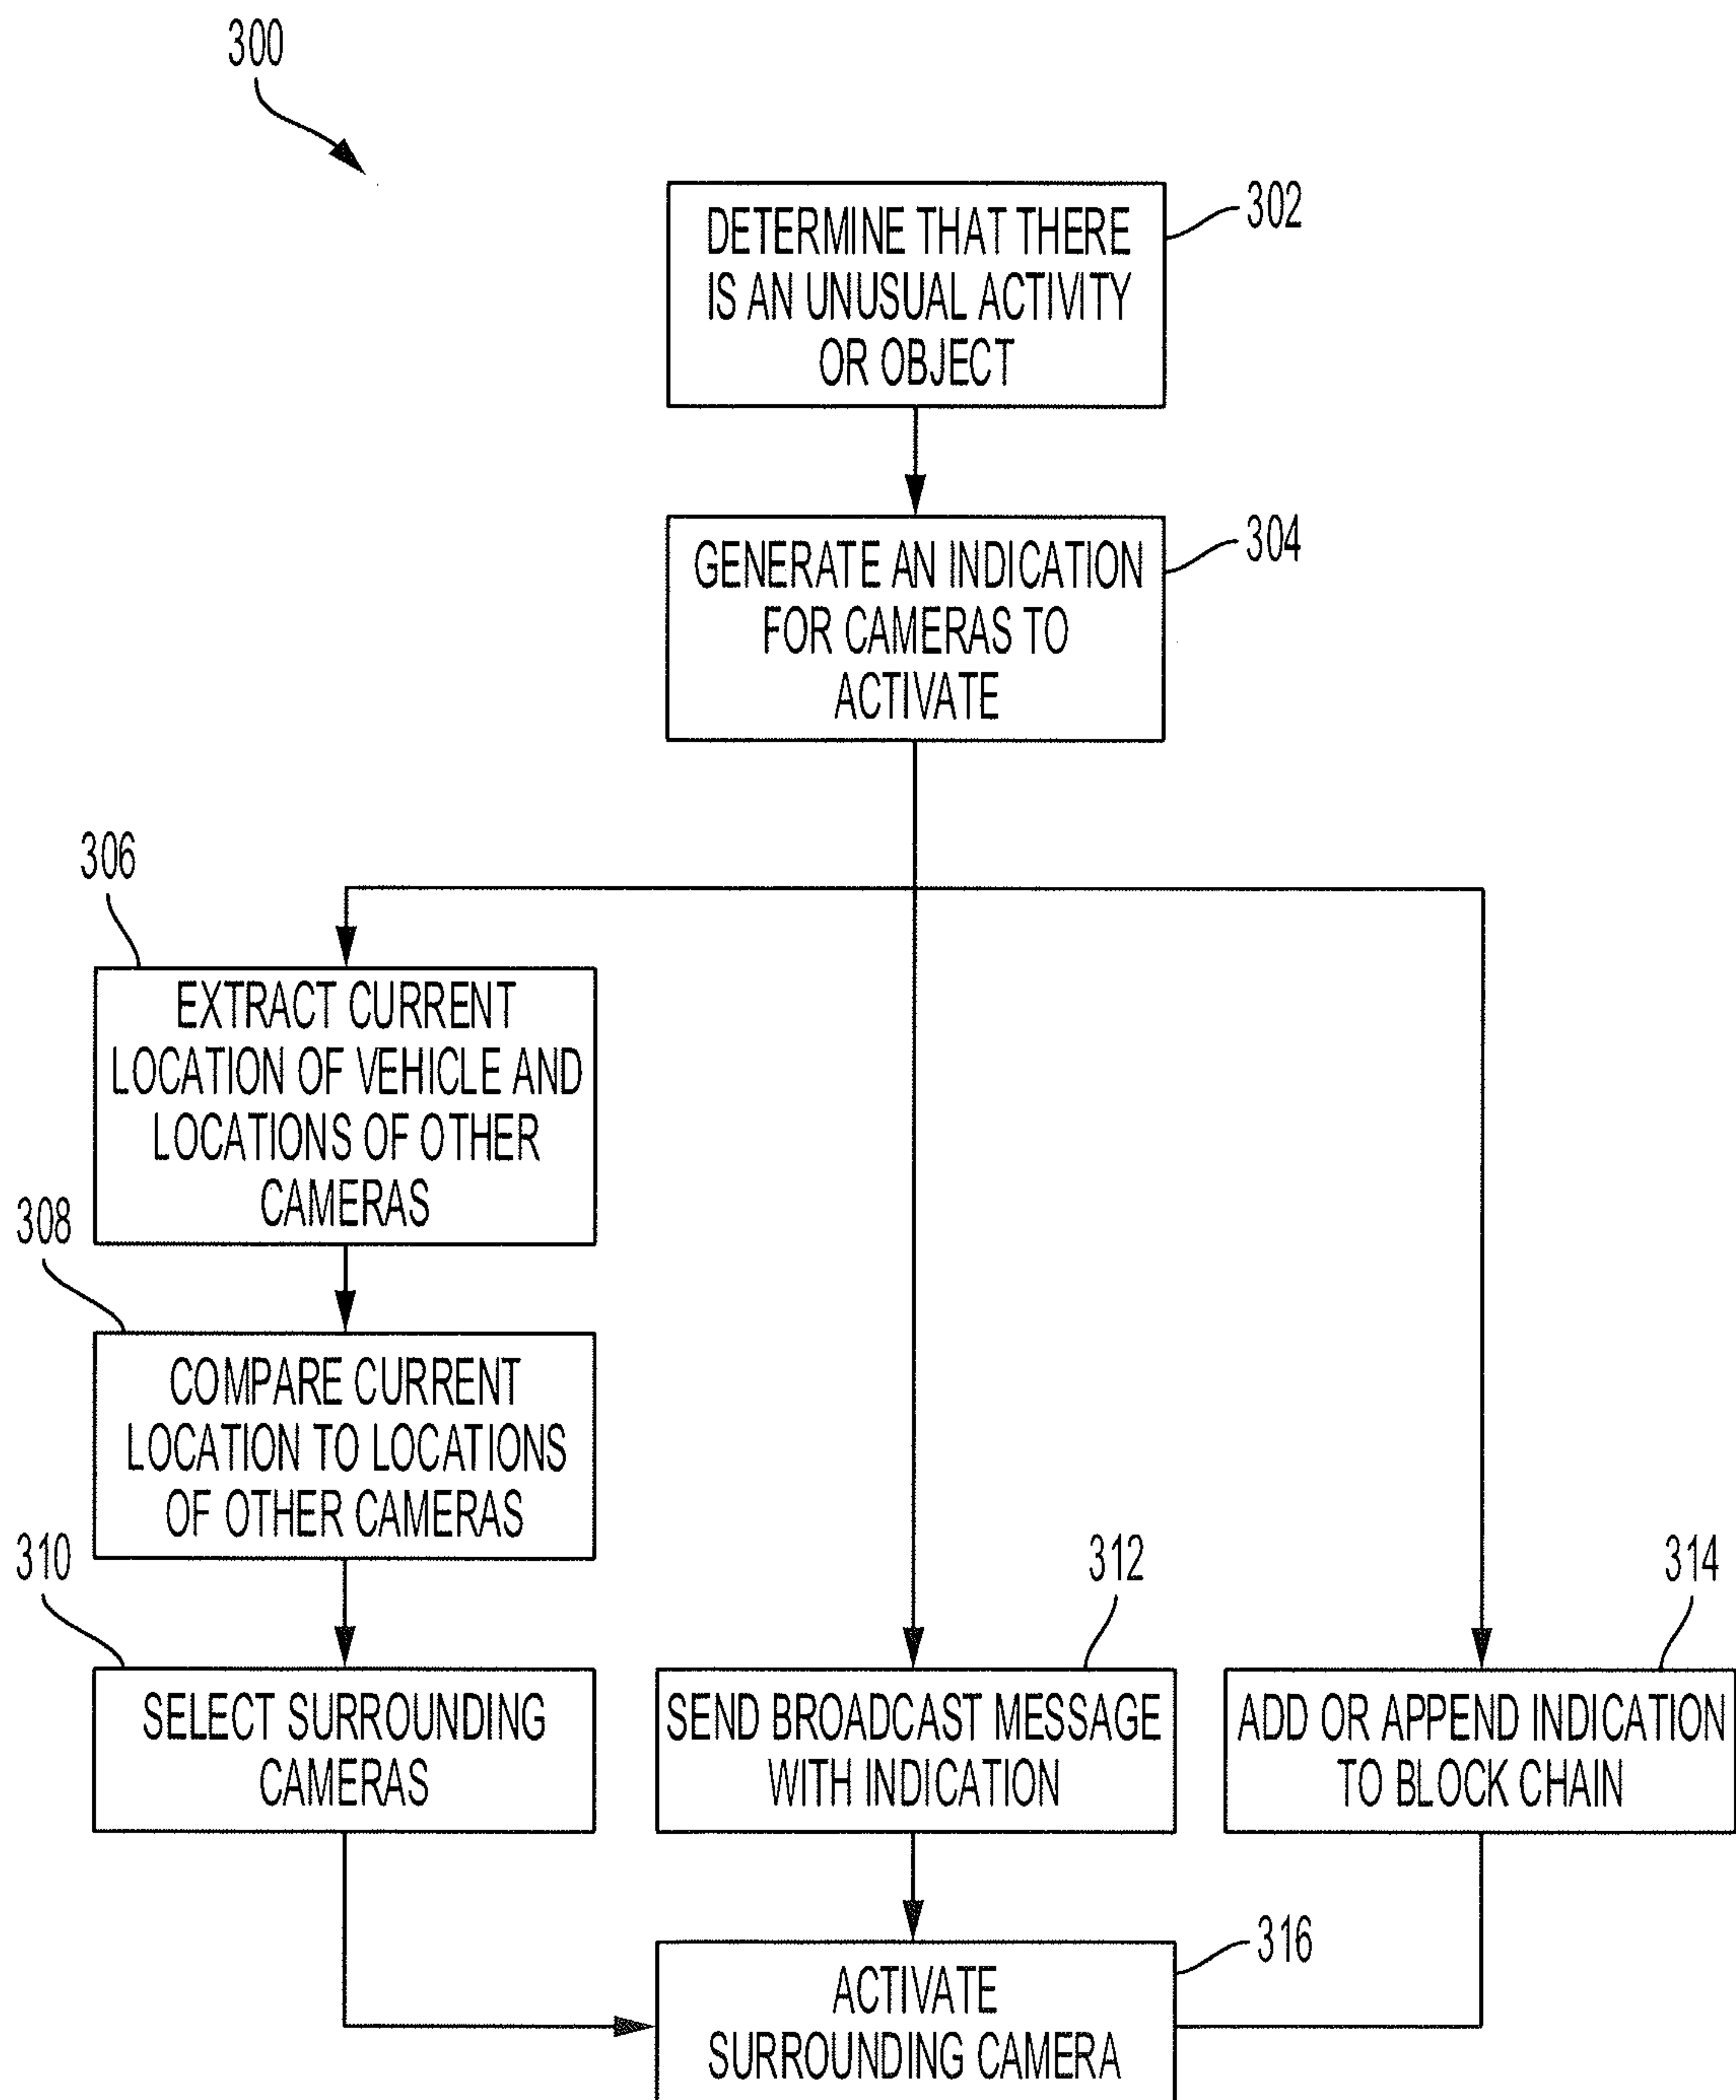 300
302
DETERMINE THAT THERE
IS AN UNUSUAL ACTIVITY
OR OBJECT
304
GENERATE AN INDICATION
FOR CAMERAS TO
ACTIVATE
306
EXTRACT CURRENT
LOCATION OF VEHICLE AND
LOCATIONS OF OTHER
CAMERAS
308
COMPARE CURRENT
LOCATION TO LOCATIONS
OF OTHER CAMERAS
310
SELECT SURROUNDING
CAMERAS
312
SEND BROADCAST MESSAGE
WITH INDICATION
314
ADD OR APPEND INDICATION
TO BLOCK CHAIN
316
ACTIVATE
SURROUNDING CAMERA